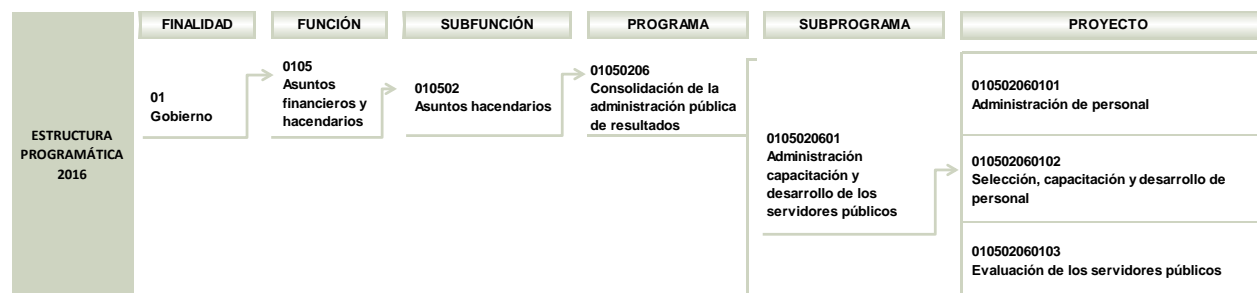 FINALIDAD
FUNCIÓN
SUBFUNCIÓN
PROGRAMA
SUBPROGRAMA
PROYECTO
ESTRUCTURA
PROGRAMÁTICA
2016
01
Gobierno
0105
Asuntos
financieros y
hacendarios
010502
Asuntos hacendarios
01050206
Consolidación de la
administración pública
de resultados
0105020601
Administración
capacitación y
desarrollo de los
servidores públicos
010502060101
Administración de personal
010502060102
Selección, capacitación y desarrollo de
personal
010502060103
Evaluación de los servidores públicos